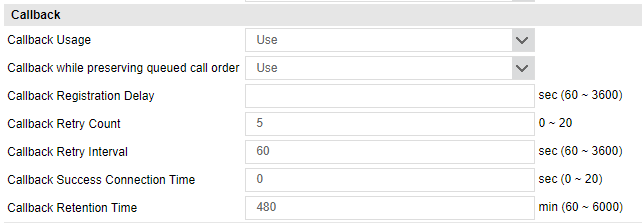 Callback
Callback Usage Use
Callback while preserving queued call order Use
Callback Registration Delay sec (60 ~ 3600)
Callback Retry Count 5 0 ~ 20
Callback Retry Interval 60 sec (60 ~ 3600)
Callback Success Connection Time 0 sec (0 ~ 20)
Callback Retention Time 480 min (60 ~ 6000)